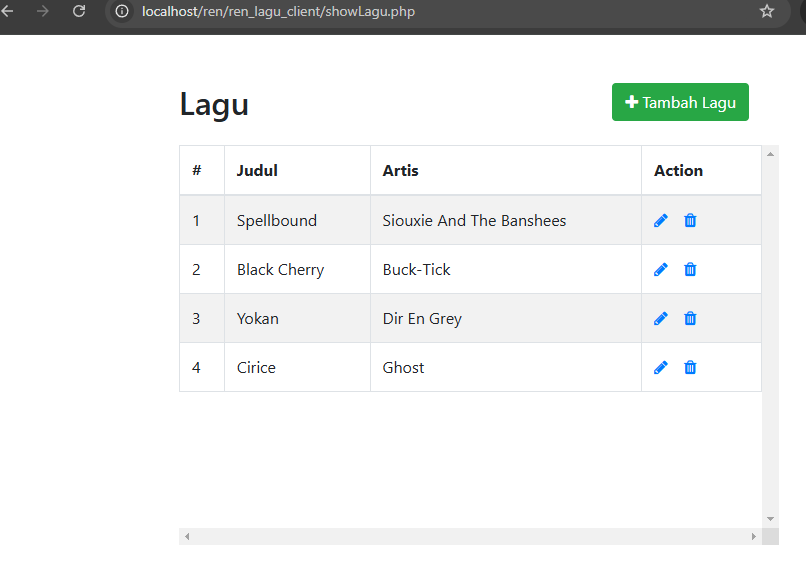 localhost/ren/ren_lagu_client/showLagu.php
Lagu
Tambah Lagu
# Judul Artis Action
1 Spellbound Siouxie And The Banshees
2 Black Cherry Buck-Tick
3 Yokan Dir En Grey
4 Cirice Ghost